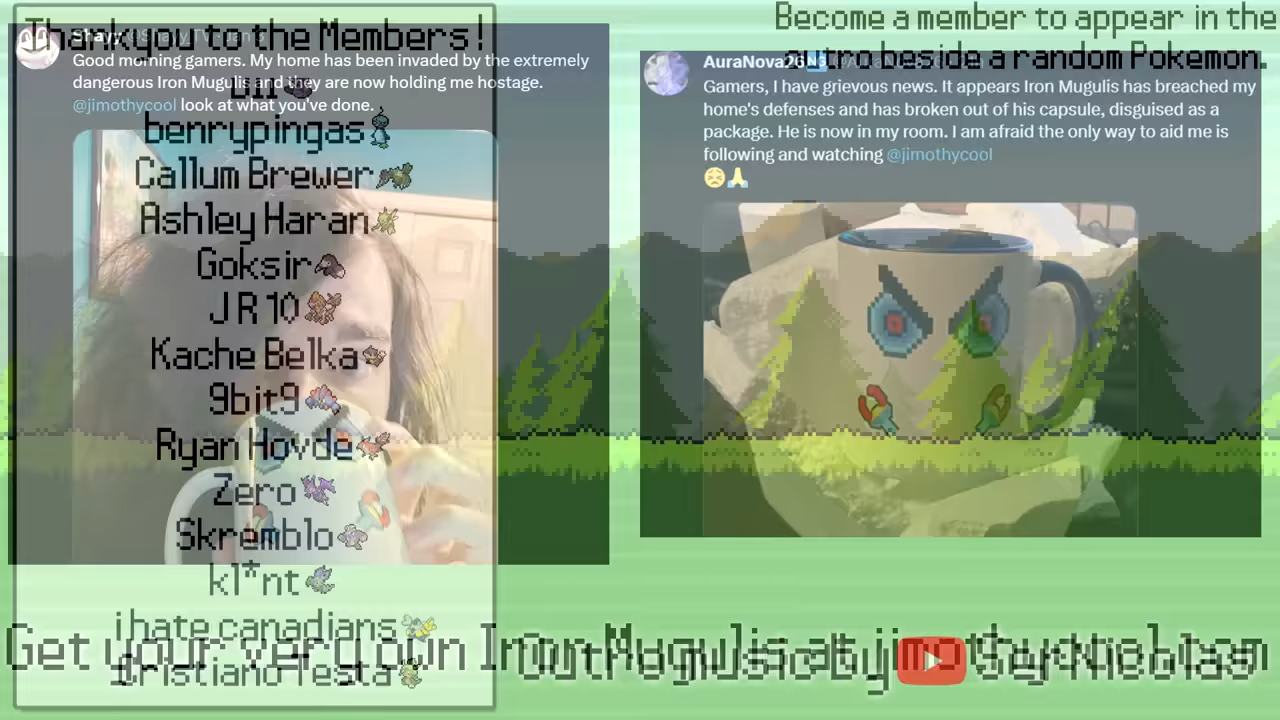 Thankyou to the Members!
Lin
benrypingas
Callum Brewer
Ashley Haran
Goksir
J R 10
Kache Belka
9bit9
Ryan Hovde
Zero
Skremblo
kl*nt
i hate canadians
Cristiano Testa
Good morning gamers. My home has been invaded by the extremely
dangerous Iron Mugulis and they are now holding me hostage.
@jimothycool look at what you've done.
Become a member to appear in the
outro beside a random Pokemon.
AuraNova26
Gamers, I have grievous news. It appears Iron Mugulis has breached my
home's defenses and has broken out of his capsule, disguised as a
package. He is now in my room. I am afraid the only way to aid me is
following and watching @jimothycool
😣🙏
Get your very own Iron Mugulis at jimothycool.com
Outro music by Ser Nicolas